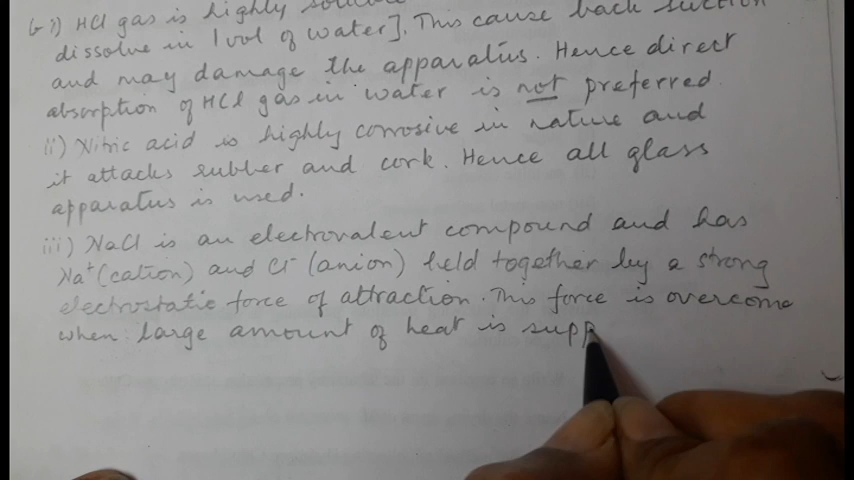 b i) HCl gas is highly
dissolve in 1 vol of water]. This cause back suction
and may damage the apparatus. Hence direct
absorption of HCl gas in water is not preferred
ii) Nitric acid is highly corrosive in nature and
it attacks rubber and cork. Hence all glass
apparatus is used.
iii) NaCl is an electrovalent compound and has
Na⁺(cation) and Cl⁻ (anion) held together by a strong
electrostatic force of attraction. This force is overcome
when large amount of heat is supp